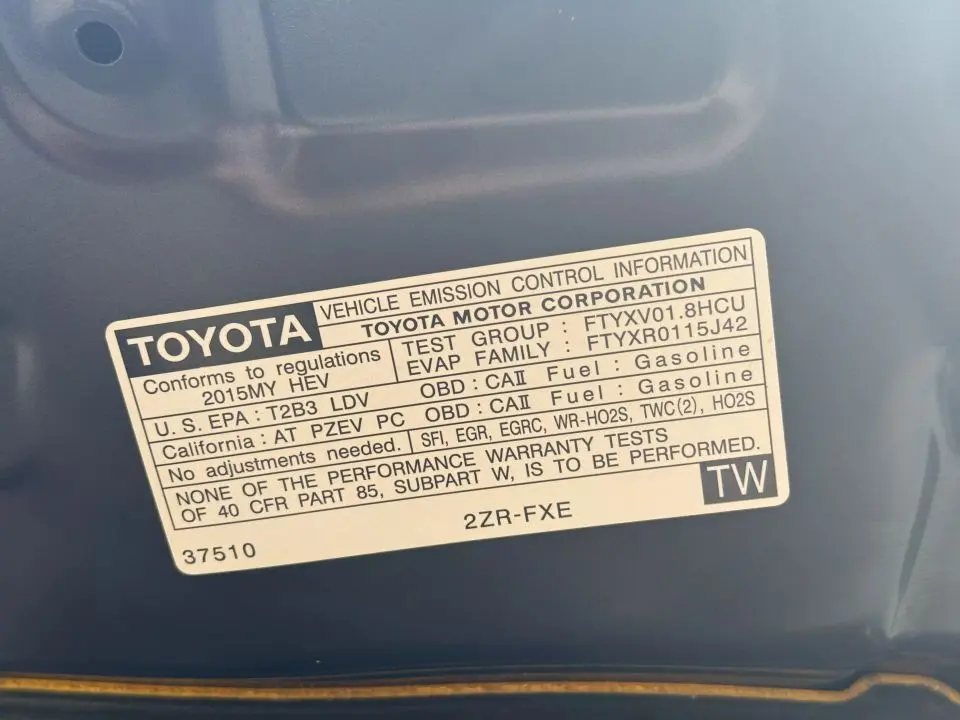 TOYOTA
VEHICLE EMISSION CONTROL INFORMATION
TOYOTA MOTOR CORPORATION
Conforms to regulations
2015MY HEV
TEST GROUP : FTYXV01.8HCU
EVAP FAMILY : FTYXR0115J42
U.S. EPA : T2B3 LDV OBD : CAⅡ Fuel : Gasoline
California : AT PZEV PC OBD : CAⅡ Fuel : Gasoline
No adjustments needed. SFI, EGR, EGRC, WR-HO2S, TWC(2), HO2S
NONE OF THE PERFORMANCE WARRANTY TESTS
OF 40 CFR PART 85, SUBPART W, IS TO BE PERFORMED.
TW
2ZR-FXE
37510